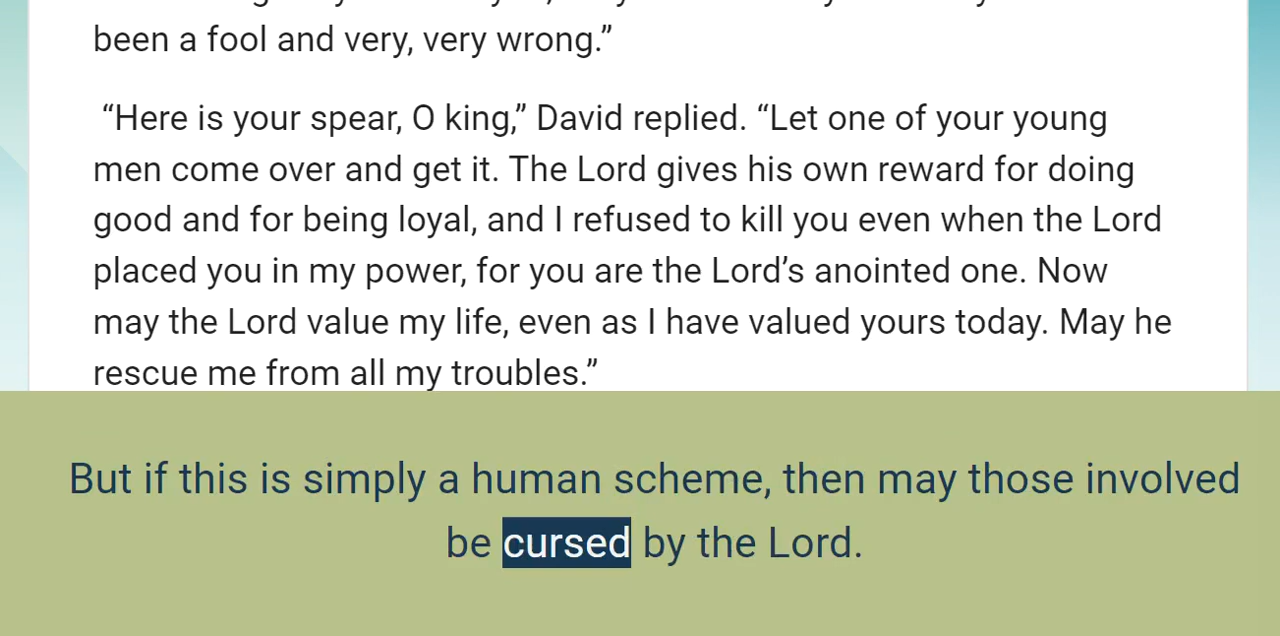 been a fool and very, very wrong.”
“Here is your spear, O king,” David replied. “Let one of your young
men come over and get it. The Lord gives his own reward for doing
good and for being loyal, and I refused to kill you even when the Lord
placed you in my power, for you are the Lord’s anointed one. Now
may the Lord value my life, even as I have valued yours today. May he
rescue me from all my troubles.”
But if this is simply a human scheme, then may those involved
be cursed by the Lord.